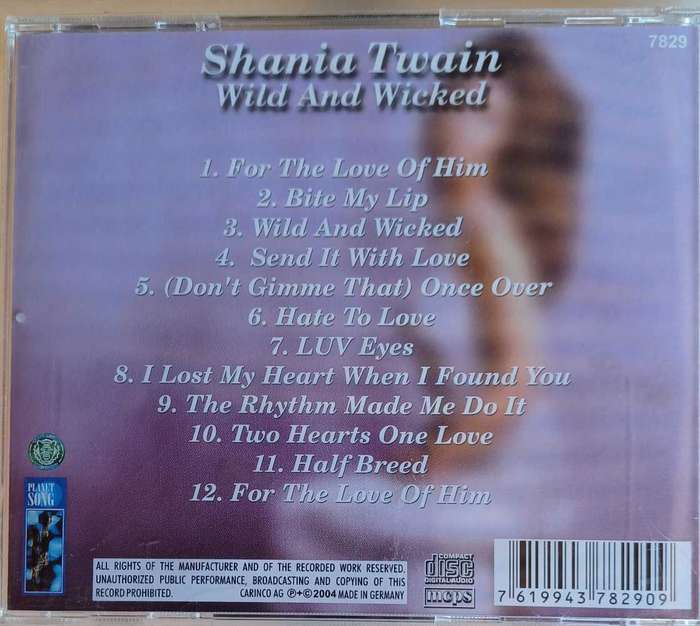 7829
Shania Twain
Wild And Wicked
1. For The Love Of Him
2. Bite My Lip
3. Wild And Wicked
4. Send It With Love
5. (Don't Gimme That) Once Over
6. Hate To Love
7. LUV Eyes
8. I Lost My Heart When I Found You
9. The Rhythm Made Me Do It
10. Two Hearts One Love
11. Half Breed
12. For The Love Of Him
PLANET
SONG
ALL RIGHTS OF THE MANUFACTURER AND OF THE RECORDED WORK RESERVED.
UNAUTHORIZED PUBLIC PERFORMANCE, BROADCASTING AND COPYING OF THIS
RECORD PROHIBITED. CARINCO AG ℗+© 2004 MADE IN GERMANY
COMPACT
disc
DIGITAL AUDIO
mcps
7 619943 782909